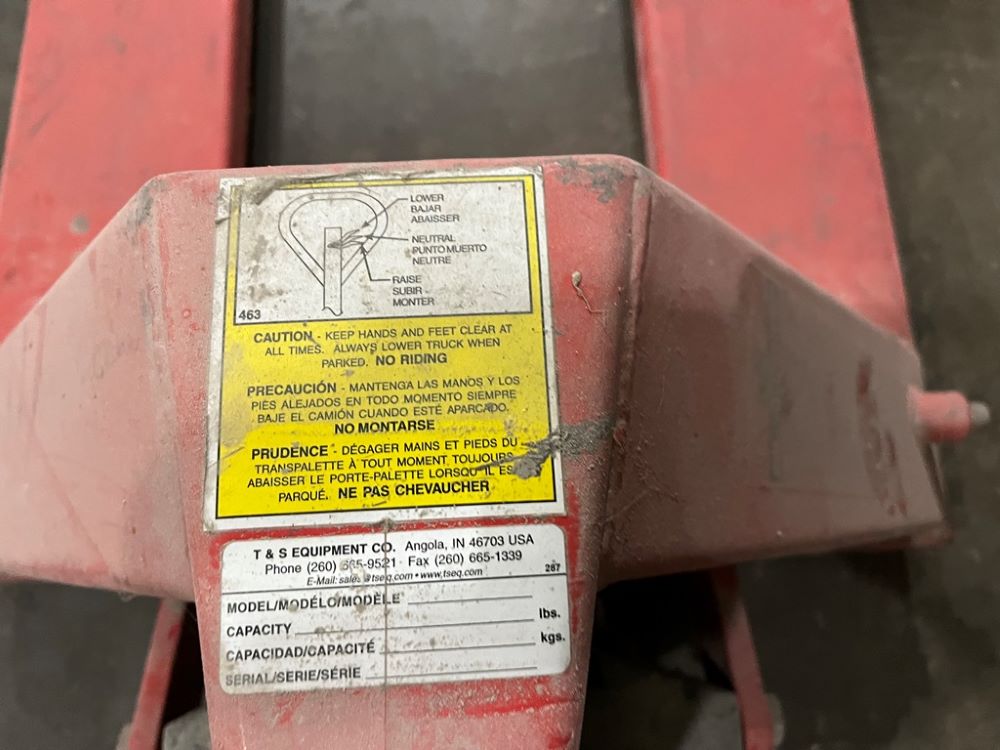 LOWER
BAJAR
ABAISSER
NEUTRAL
PUNTO MUERTO
NEUTRE
RAISE
SUBIR
MONTER
463
CAUTION - KEEP HANDS AND FEET CLEAR AT
ALL TIMES. ALWAYS LOWER TRUCK WHEN
PARKED. NO RIDING
PRECAUCIÓN - MANTENGA LAS MANOS Y LOS
PIES ALEJADOS EN TODO MOMENTO SIEMPRE
BAJE EL CAMIÓN CUANDO ESTÉ APARCADO.
NO MONTARSE
PRUDENCE - DÉGAGER MAINS ET PIEDS DU
TRANSPALETTE À TOUT MOMENT TOUJOURS
ABAISSER LE PORTE-PALETTE LORSQU'IL ES
PARQUÉ. NE PAS CHEVAUCHER
T & S EQUIPMENT CO. Angola, IN 46703 USA
Phone (260) 665-9521 · Fax (260) 665-1339
E-Mail: sales@tseq.com • www.tseq.com
287
MODEL/MODÉLO/MODÈLE
CAPACITY lbs.
CAPACIDAD/CAPACITÉ kgs.
SERIAL/SERIE/SÉRIE